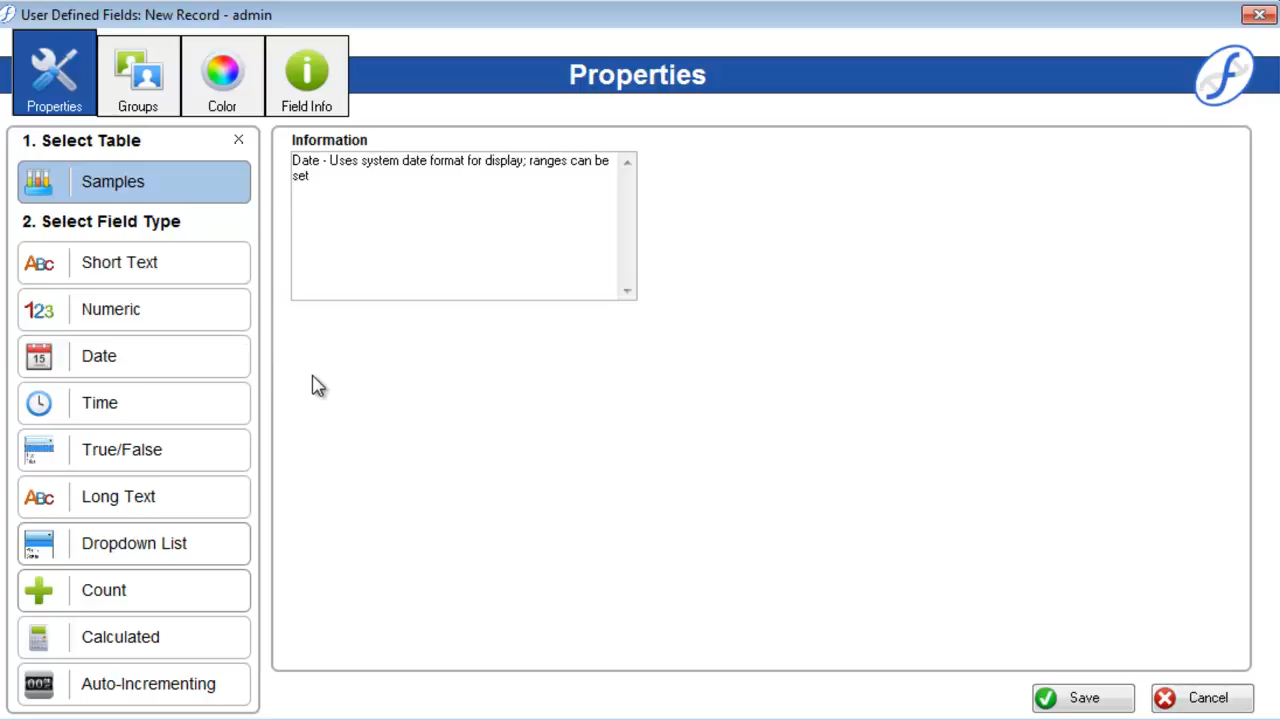 User Defined Fields: New Record - admin
Properties
Groups
Color
Field Info
Properties
1. Select Table
Samples
2. Select Field Type
Short Text
Numeric
Date
Time
True/False
Long Text
Dropdown List
Count
Calculated
Auto-Incrementing
Information
Date - Uses system date format for display; ranges can be
set
Save
Cancel